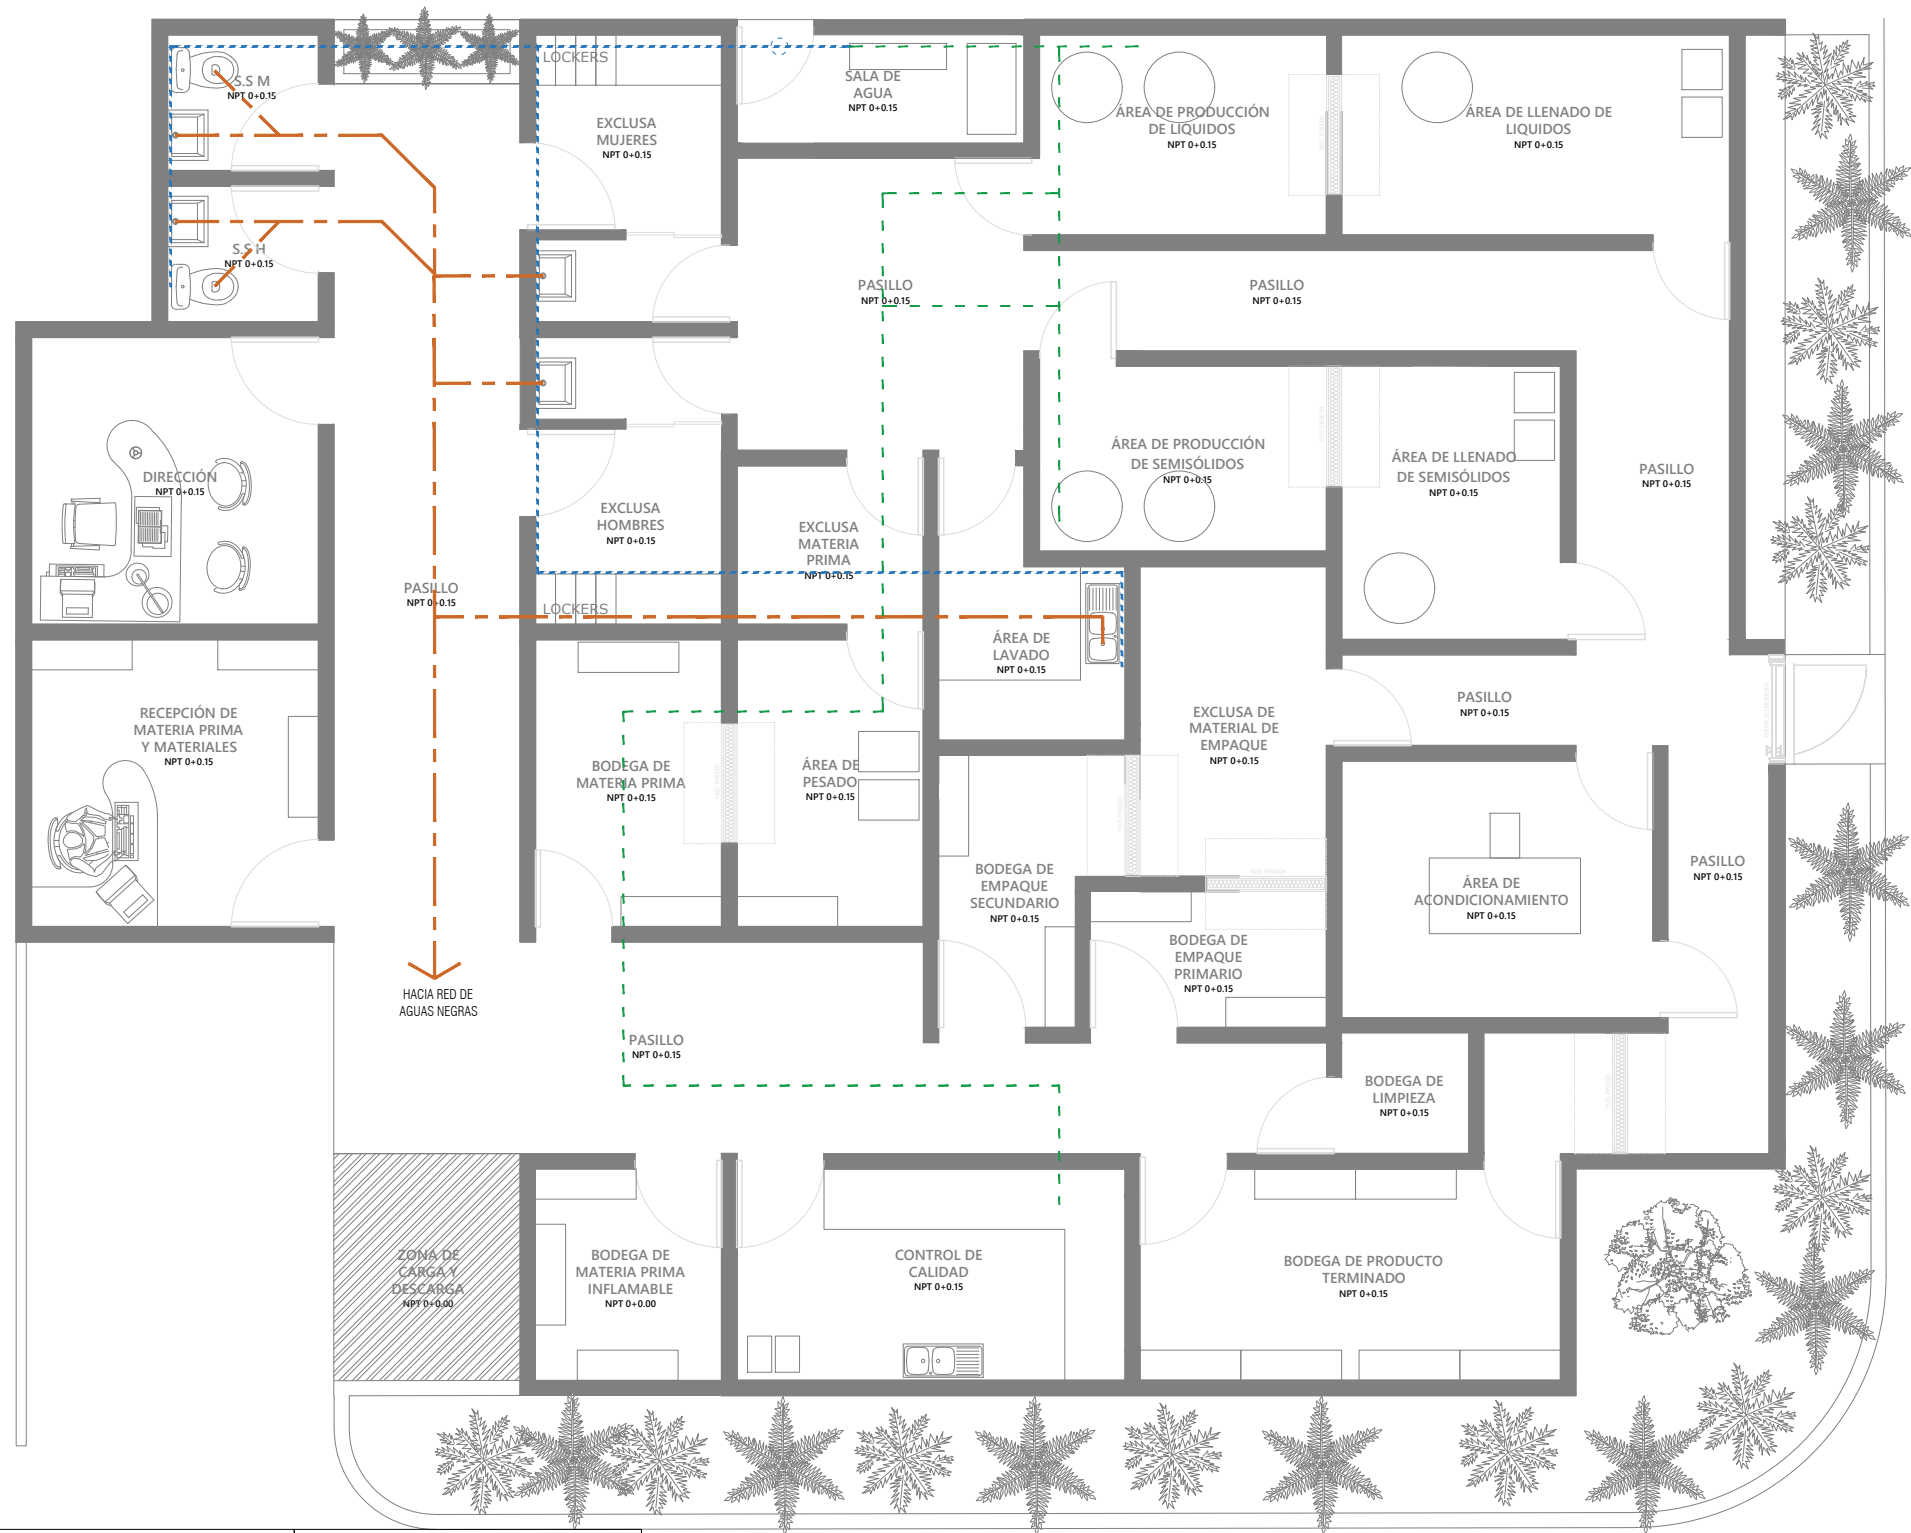 LOCKERS
S.S M
NPT 0+0.15
SALA DE
AGUA
NPT 0+0.15
EXCLUSA
MUJERES
NPT 0+0.15
ÁREA DE PRODUCCIÓN
DE LIQUIDOS
NPT 0+0.15
ÁREA DE LLENADO DE
LIQUIDOS
NPT 0+0.15
S.S H
NPT 0+0.15
PASILLO
NPT 0+0.15
PASILLO
NPT 0+0.15
DIRECCIÓN
NPT 0+0.15
EXCLUSA
HOMBRES
NPT 0+0.15
EXCLUSA
MATERIA
PRIMA
NPT 0+0.15
ÁREA DE PRODUCCIÓN
DE SEMISÓLIDOS
NPT 0+0.15
ÁREA DE LLENADO
DE SEMISÓLIDOS
NPT 0+0.15
PASILLO
NPT 0+0.15
PASILLO
NPT 0+0.15
LOCKERS
ÁREA DE
LAVADO
NPT 0+0.15
RECEPCIÓN DE
MATERIA PRIMA
Y MATERIALES
NPT 0+0.15
BODEGA DE
MATERIA PRIMA
NPT 0+0.15
ÁREA DE
PESADO
NPT 0+0.15
EXCLUSA DE
MATERIAL DE
EMPAQUE
NPT 0+0.15
PASILLO
NPT 0+0.15
BODEGA DE
EMPAQUE
SECUNDARIO
NPT 0+0.15
PASS THROUGH
ÁREA DE
ACONDICIONAMIENTO
NPT 0+0.15
PASILLO
NPT 0+0.15
BODEGA DE
EMPAQUE
PRIMARIO
NPT 0+0.15
HACIA RED DE
AGUAS NEGRAS
PASILLO
NPT 0+0.15
BODEGA DE
LIMPIEZA
NPT 0+0.15
ZONA DE
CARGA Y
DESCARGA
NPT 0+0.00
BODEGA DE
MATERIA PRIMA
INFLAMABLE
NPT 0+0.00
CONTROL DE
CALIDAD
NPT 0+0.15
BODEGA DE PRODUCTO
TERMINADO
NPT 0+0.15